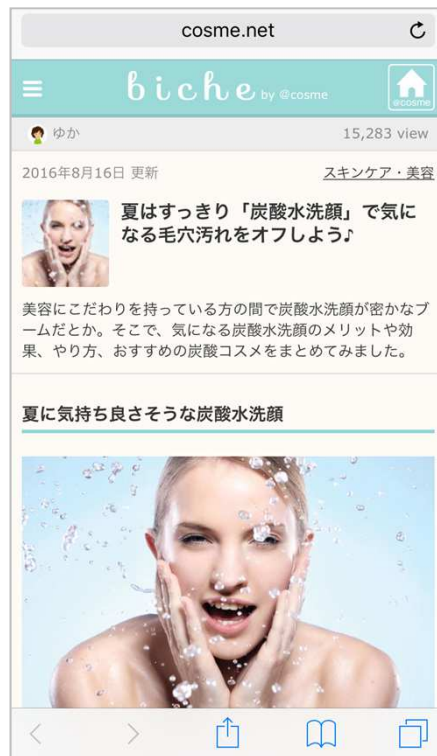 cosme.net
biche by @cosme
@cosme
ゆか 15,283 view
2016年8月16日 更新 スキンケア・美容
夏はすっきり「炭酸水洗顔」で気に
なる毛穴汚れをオフしよう♪
美容にこだわりを持っている方の間で炭酸水洗顔が密かなブ
ームだとか。そこで、気になる炭酸水洗顔のメリットや効
果、やり方、おすすめの炭酸コスメをまとめてみました。
夏に気持ち良さそうな炭酸水洗顔